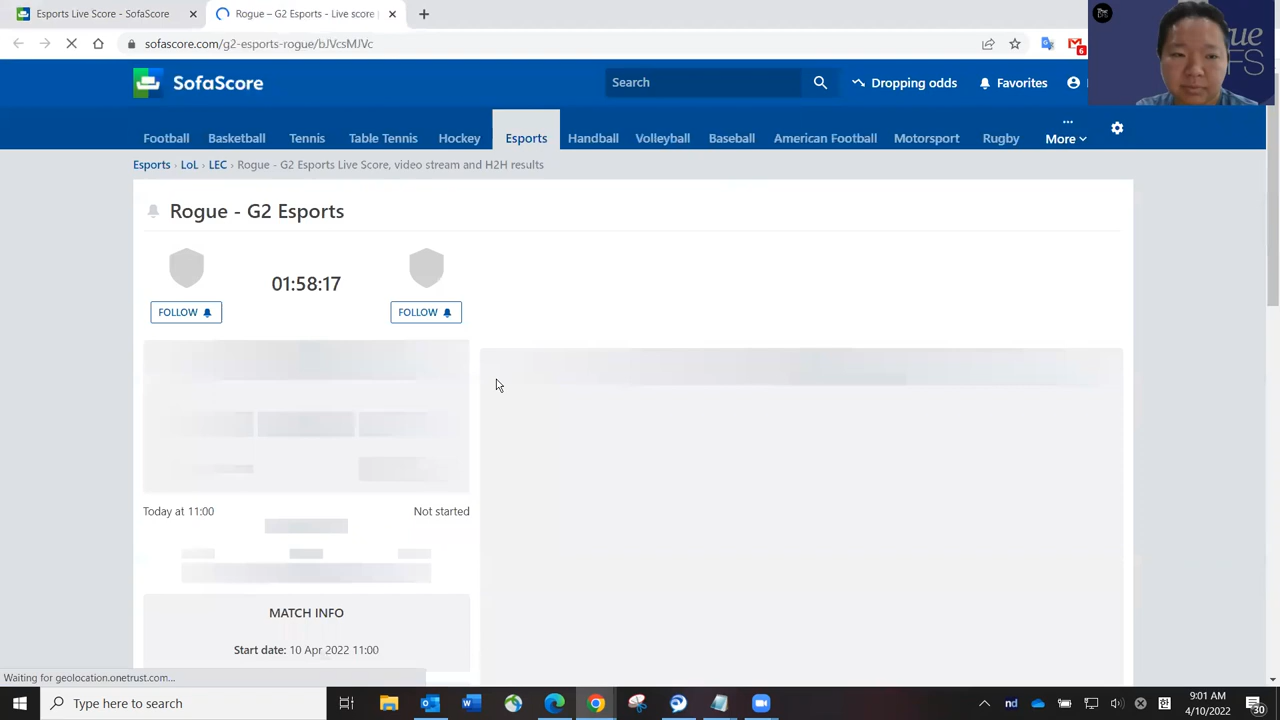 Esports Live Score - SofaScore
Rogue – G2 Esports - Live score
sofascore.com/g2-esports-rogue/bJVcsMJVc
6
SofaScore
Search
Dropping odds
Favorites
Football
Basketball
Tennis
Table Tennis
Hockey
Esports
Handball
Volleyball
Baseball
American Football
Motorsport
Rugby
More
Esports
LoL
LEC
Rogue - G2 Esports Live Score, video stream and H2H results
Rogue - G2 Esports
01:58:17
FOLLOW
FOLLOW
Today at 11:00
Not started
MATCH INFO
Start date: 10 Apr 2022 11:00
Waiting for geolocation.onetrust.com...
Type here to search
nd
한
9:01 AM
4/10/2022
30